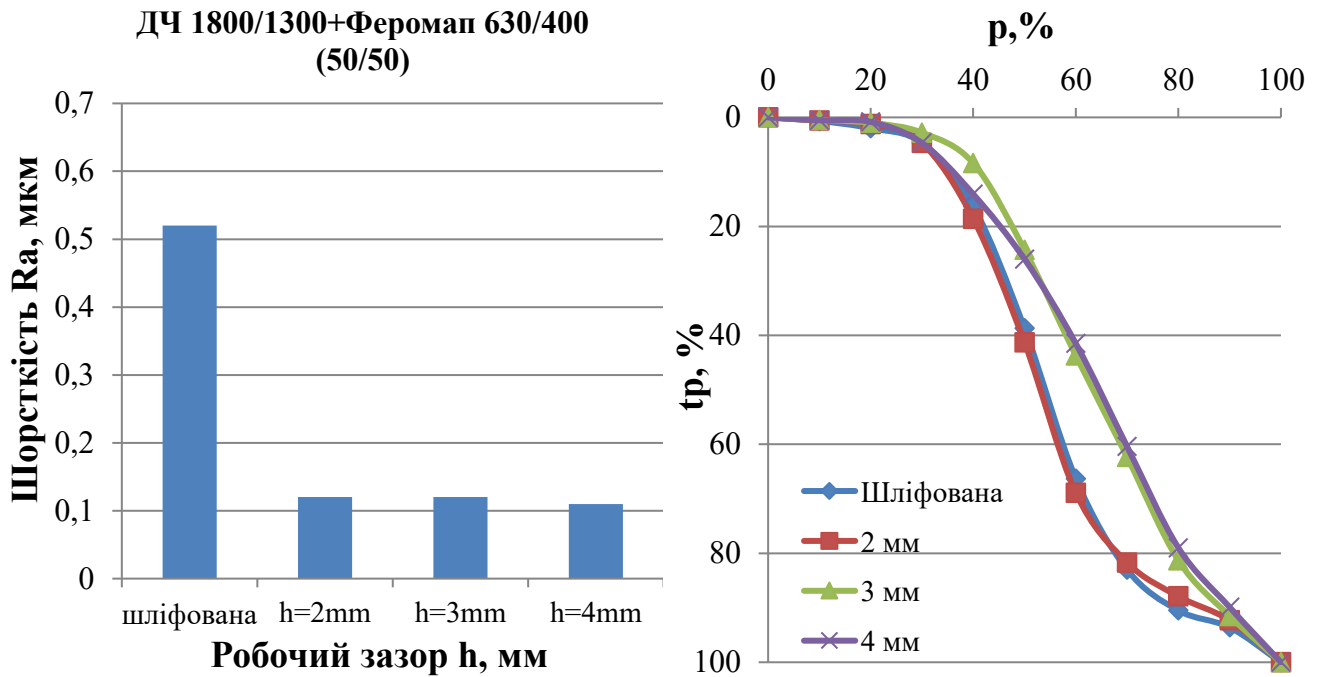 ДЧ 1800/1300+Феромап 630/400
(50/50)
Шорсткість Ra, мкм
0,7
0,6
0,5
0,4
0,3
0,2
0,1
0
шліфована h=2mm h=3mm h=4mm
Робочий зазор h, мм
p,%
0 20 40 60 80 100
tp, %
0
20
40
60
80
100
Шліфована
2 мм
3 мм
4 мм